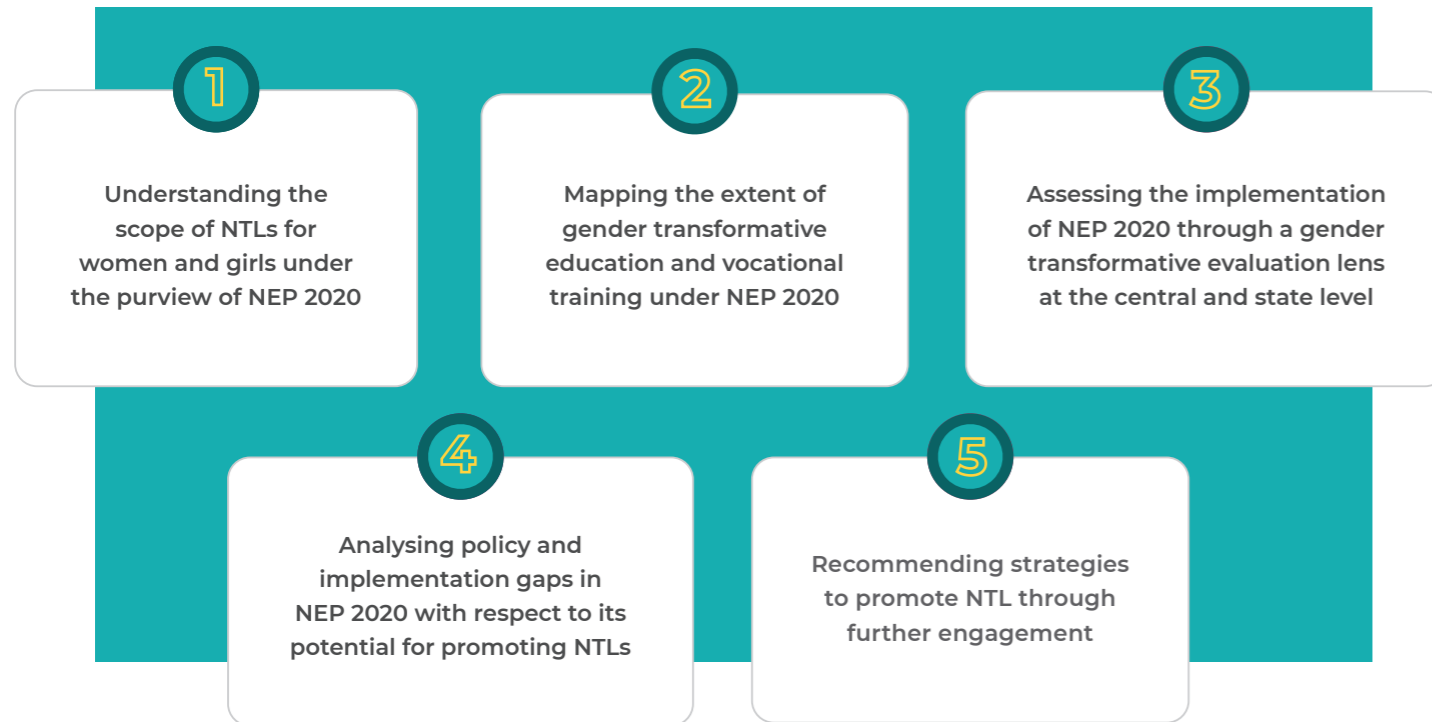 1
Understanding the
scope of NTLs for
women and girls under
the purview of NEP 2020
2
Mapping the extent of
gender transformative
education and vocational
training under NEP 2020
3
Assessing the implementation
of NEP 2020 through a gender
transformative evaluation lens
at the central and state level
4
Analysing policy and
implementation gaps in
NEP 2020 with respect to its
potential for promoting NTLs
5
Recommending strategies
to promote NTL through
further engagement